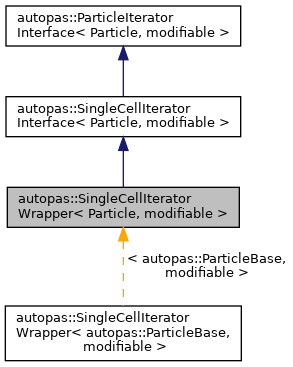 autopas::ParticleIterator
Interface< Particle, modifiable >
autopas::SingleCellIterator
Interface< Particle, modifiable >
autopas::SingleCellIterator
Wrapper< Particle, modifiable >
< autopas::ParticleBase,
modifiable >
autopas::SingleCellIterator
Wrapper< autopas::ParticleBase,
modifiable >